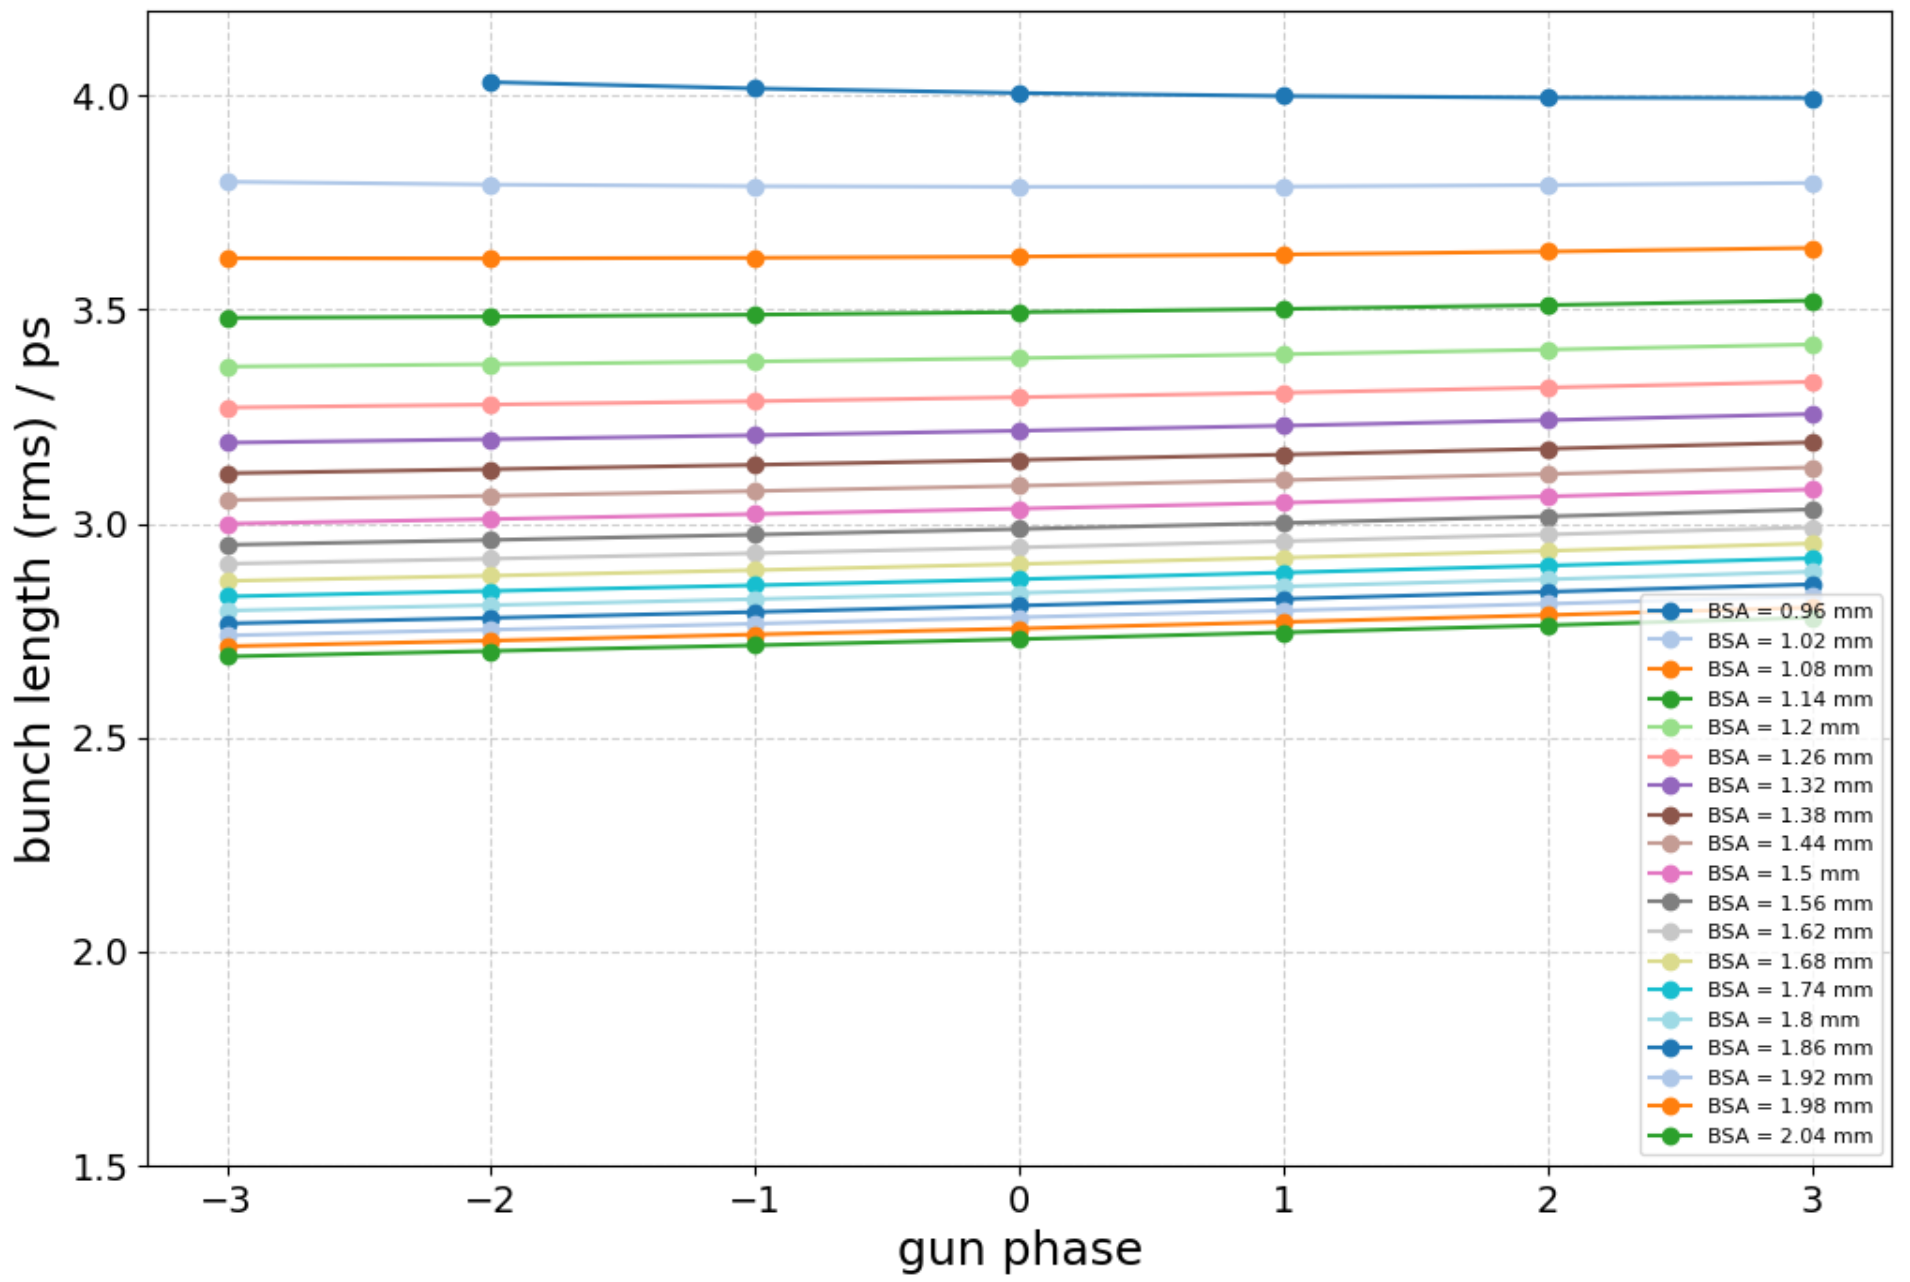 4.0
3.5
3.0
2.5
2.0
1.5
bunch length (rms) / ps
−3 −2 −1 0 1 2 3
gun phase
BSA = 0.96 mm
BSA = 1.02 mm
BSA = 1.08 mm
BSA = 1.14 mm
BSA = 1.2 mm
BSA = 1.26 mm
BSA = 1.32 mm
BSA = 1.38 mm
BSA = 1.44 mm
BSA = 1.5 mm
BSA = 1.56 mm
BSA = 1.62 mm
BSA = 1.68 mm
BSA = 1.74 mm
BSA = 1.8 mm
BSA = 1.86 mm
BSA = 1.92 mm
BSA = 1.98 mm
BSA = 2.04 mm